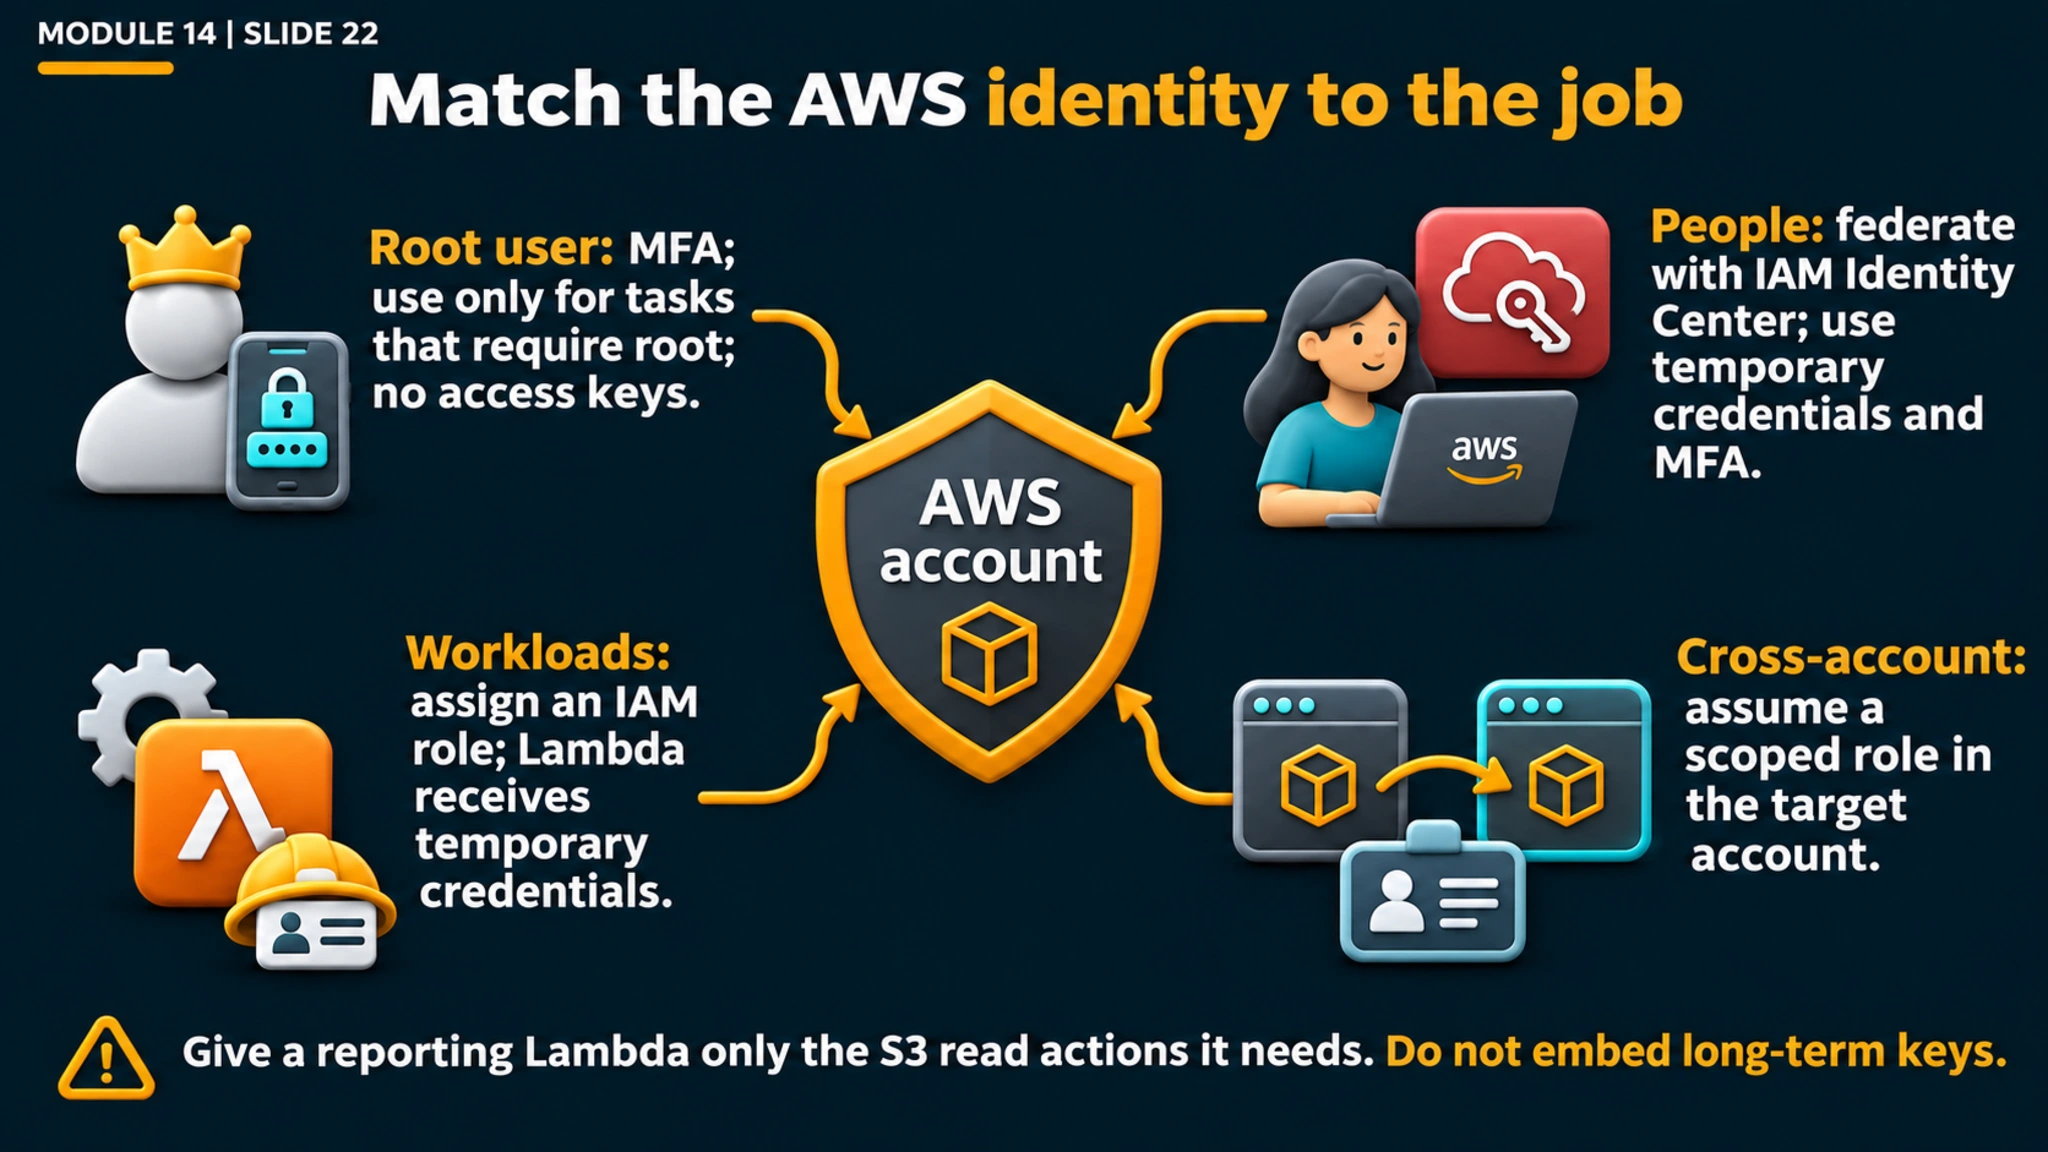 MODULE 14 | SLIDE 22
Match the AWS identity to the job
Root user: MFA;
use only for tasks
that require root;
no access keys.
People: federate
with IAM Identity
Center; use
temporary
credentials and
MFA.
aws
AWS
account
Workloads:
assign an IAM
role; Lambda
receives
temporary
credentials.
Cross-account:
assume a
scoped role in
the target
account.
Give a reporting Lambda only the S3 read actions it needs. Do not embed long-term keys.